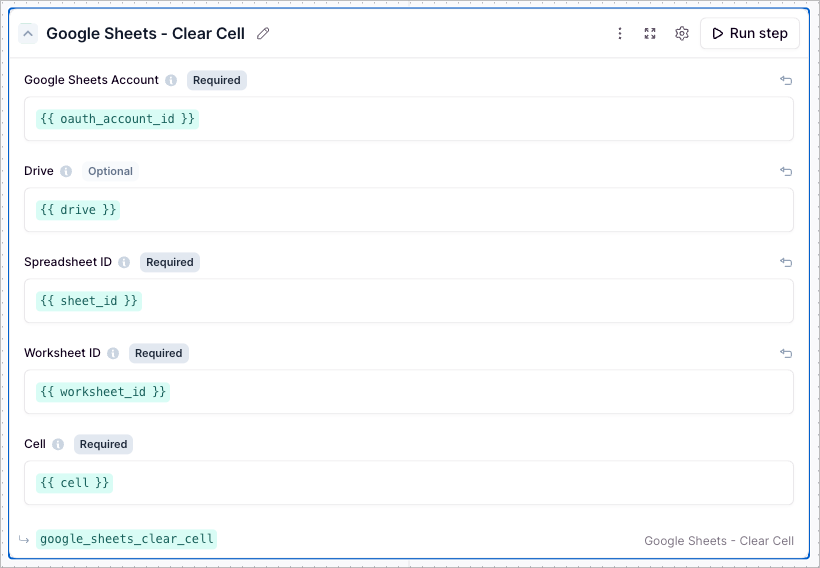 Google Sheets - Clear Cell
Run step
Google Sheets Account Required
{{ oauth_account_id }}
Drive Optional
{{ drive }}
Spreadsheet ID Required
{{ sheet_id }}
Worksheet ID Required
{{ worksheet_id }}
Cell Required
{{ cell }}
google_sheets_clear_cell
Google Sheets - Clear Cell